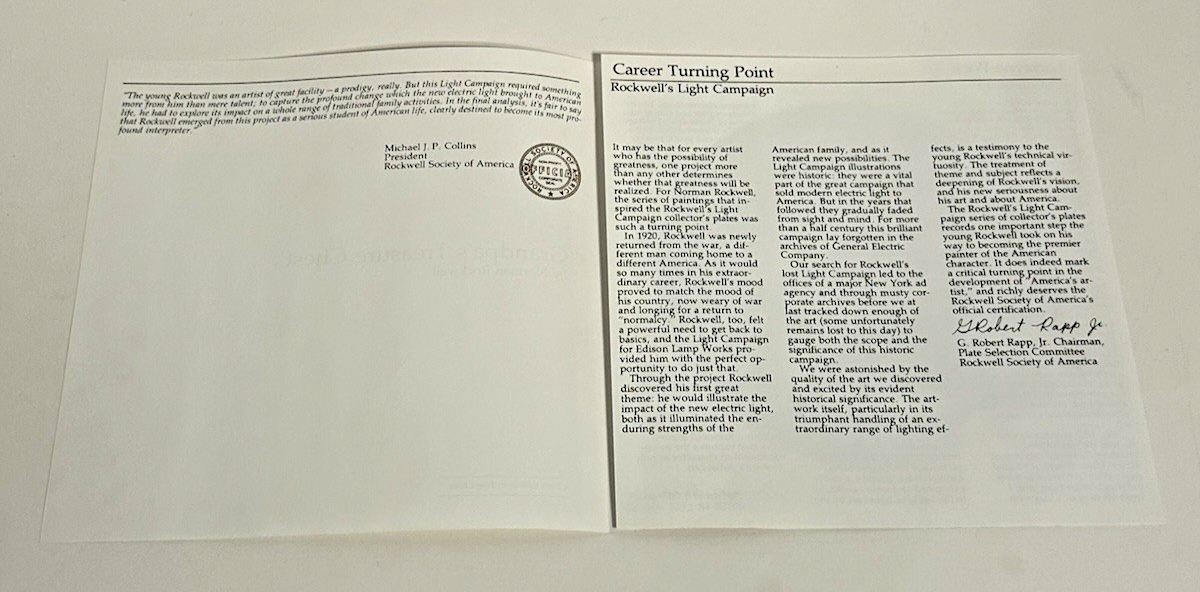 "The young Rockwell was an artist of great facility — a prodigy, really. But this Light Campaign required something
more from him than mere talent; to capture the profound change which the new electric light brought to American
life, he had to explore its impact on a whole range of traditional family activities. In the final analysis, it's fair to say
that Rockwell emerged from this project as a serious student of American life, clearly destined to become its most pro-
found interpreter."
Michael J. P. Collins
President
Rockwell Society of America
ROCKWELL SOCIETY OF AMERICA
OFFICIAL
CORPORATE
SEAL
Career Turning Point
Rockwell's Light Campaign
It may be that for every artist
who has the possibility of
greatness, one project more
than any other determines
whether that greatness will be
realized. For Norman Rockwell,
the series of paintings that in-
spired the Rockwell's Light
Campaign collector's plates was
such a turning point.
In 1920, Rockwell was newly
returned from the war, a dif-
ferent man coming home to a
different America. As it would
so many times in his extraor-
dinary career, Rockwell's mood
proved to match the mood of
his country, now weary of war
and longing for a return to
"normalcy." Rockwell, too, felt
a powerful need to get back to
basics, and the Light Campaign
for Edison Lamp Works pro-
vided him with the perfect op-
portunity to do just that.
Through the project Rockwell
discovered his first great
theme: he would illustrate the
impact of the new electric light,
both as it illuminated the en-
during strengths of the
American family, and as it
revealed new possibilities. The
Light Campaign illustrations
were historic: they were a vital
part of the great campaign that
sold modern electric light to
America. But in the years that
followed they gradually faded
from sight and mind. For more
than a half century this brilliant
campaign lay forgotten in the
archives of General Electric
Company.
Our search for Rockwell's
lost Light Campaign led to the
offices of a major New York ad
agency and through musty cor-
porate archives before we at
last tracked down enough of
the art (some unfortunately
remains lost to this day) to
gauge both the scope and the
significance of this historic
campaign.
We were astonished by the
quality of the art we discovered
and excited by its evident
historical significance. The art-
work itself, particularly in its
triumphant handling of an ex-
traordinary range of lighting ef-
fects, is a testimony to the
young Rockwell's technical vir-
tuosity. The treatment of
theme and subject reflects a
deepening of Rockwell's vision,
and his new seriousness about
his art and about America.
The Rockwell's Light Cam-
paign series of collector's plates
records one important step the
young Rockwell took on his
way to becoming the premier
painter of the American
character. It does indeed mark
a critical turning point in the
development of "America's ar-
tist," and richly deserves the
Rockwell Society of America's
official certification.
G Robert Rapp Jr
G. Robert Rapp, Jr. Chairman,
Plate Selection Committee
Rockwell Society of America